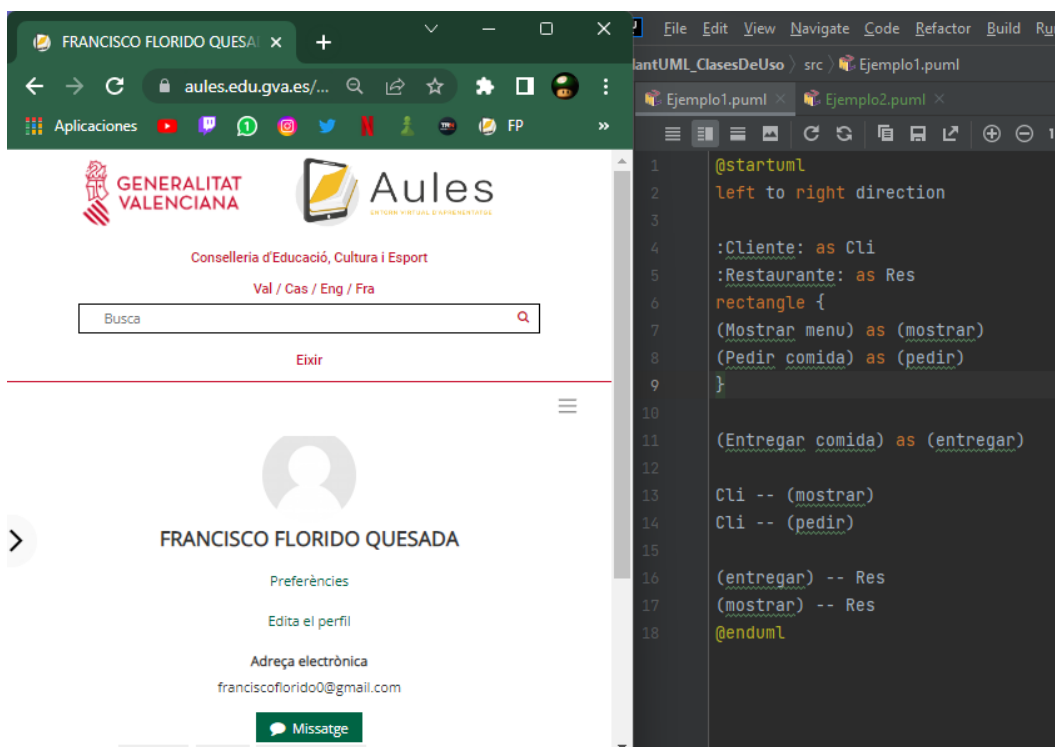 FRANCISCO FLORIDO QUESA
aules.edu.gva.es/...
Aplicaciones
FP
»
GENERALITAT
VALENCIANA
Aules
ENTORN VIRTUAL D'APRENENTATGE
Conselleria d'Educació, Cultura i Esport
Val / Cas / Eng / Fra
Busca
Eixir
FRANCISCO FLORIDO QUESADA
Preferències
Edita el perfil
Adreça electrònica
franciscoflorido0@gmail.com
Missatge
File Edit View Navigate Code Refactor Build Ru
lantUML_ClasesDeUso 〉 src 〉 Ejemplo1.puml
Ejemplo1.puml × Ejemplo2.puml ×
1 @startuml
2 left to right direction
3
4 :Cliente: as Cli
5 :Restaurante: as Res
6 rectangle {
7 (Mostrar menu) as (mostrar)
8 (Pedir comida) as (pedir)
9 }
10
11 (Entregar comida) as (entregar)
12
13 Cli -- (mostrar)
14 Cli -- (pedir)
15
16 (entregar) -- Res
17 (mostrar) -- Res
18 @enduml